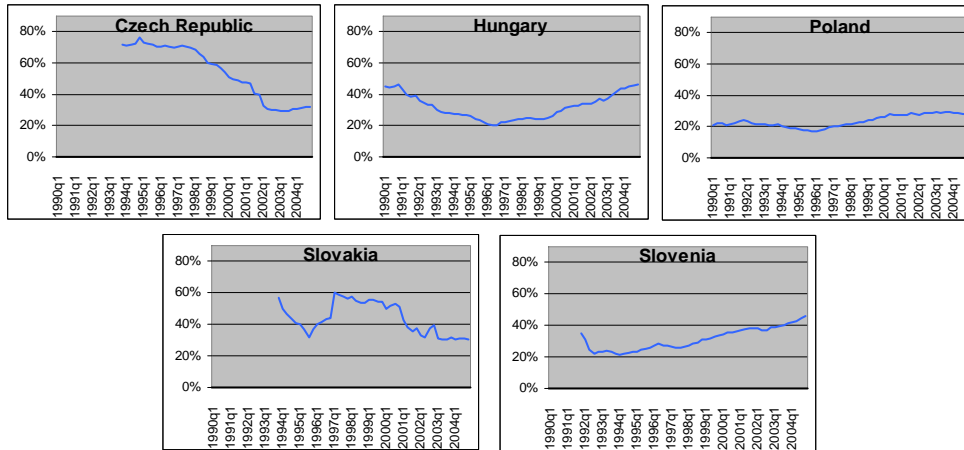 Czech Republic
80%
60%
40%
20%
0%
1990q1
1991q1
1992q1
1993q1
1994q1
1995q1
1996q1
1997q1
1998q1
1999q1
2000q1
2001q1
2002q1
2003q1
2004q1
Hungary
80%
60%
40%
20%
0%
1990q1
1991q1
1992q1
1993q1
1994q1
1995q1
1996q1
1997q1
1998q1
1999q1
2000q1
2001q1
2002q1
2003q1
2004q1
Poland
80%
60%
40%
20%
0%
1990q1
1991q1
1992q1
1993q1
1994q1
1995q1
1996q1
1997q1
1998q1
1999q1
2000q1
2001q1
2002q1
2003q1
2004q1
Slovakia
80%
60%
40%
20%
0%
1990q1
1991q1
1992q1
1993q1
1994q1
1995q1
1996q1
1997q1
1998q1
1999q1
2000q1
2001q1
2002q1
2003q1
2004q1
Slovenia
80%
60%
40%
20%
0%
1990q1
1991q1
1992q1
1993q1
1994q1
1995q1
1996q1
1997q1
1998q1
1999q1
2000q1
2001q1
2002q1
2003q1
2004q1